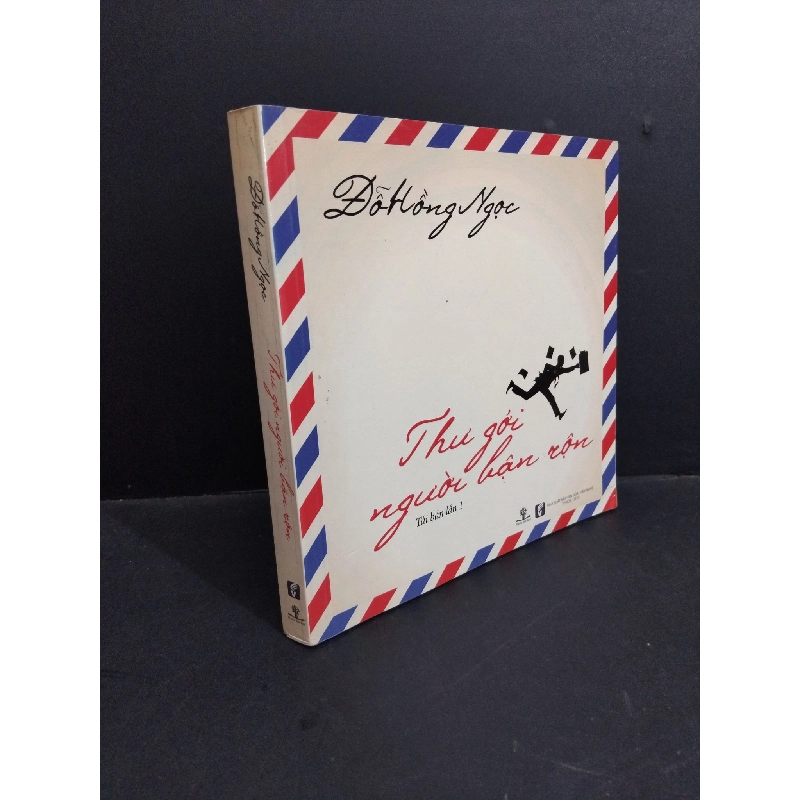 Đỗ Hồng Ngọc
Thư gởi
người bận rộn
Tái bản lần 1
Đỗ Hồng Ngọc
Thư gởi người bận rộn